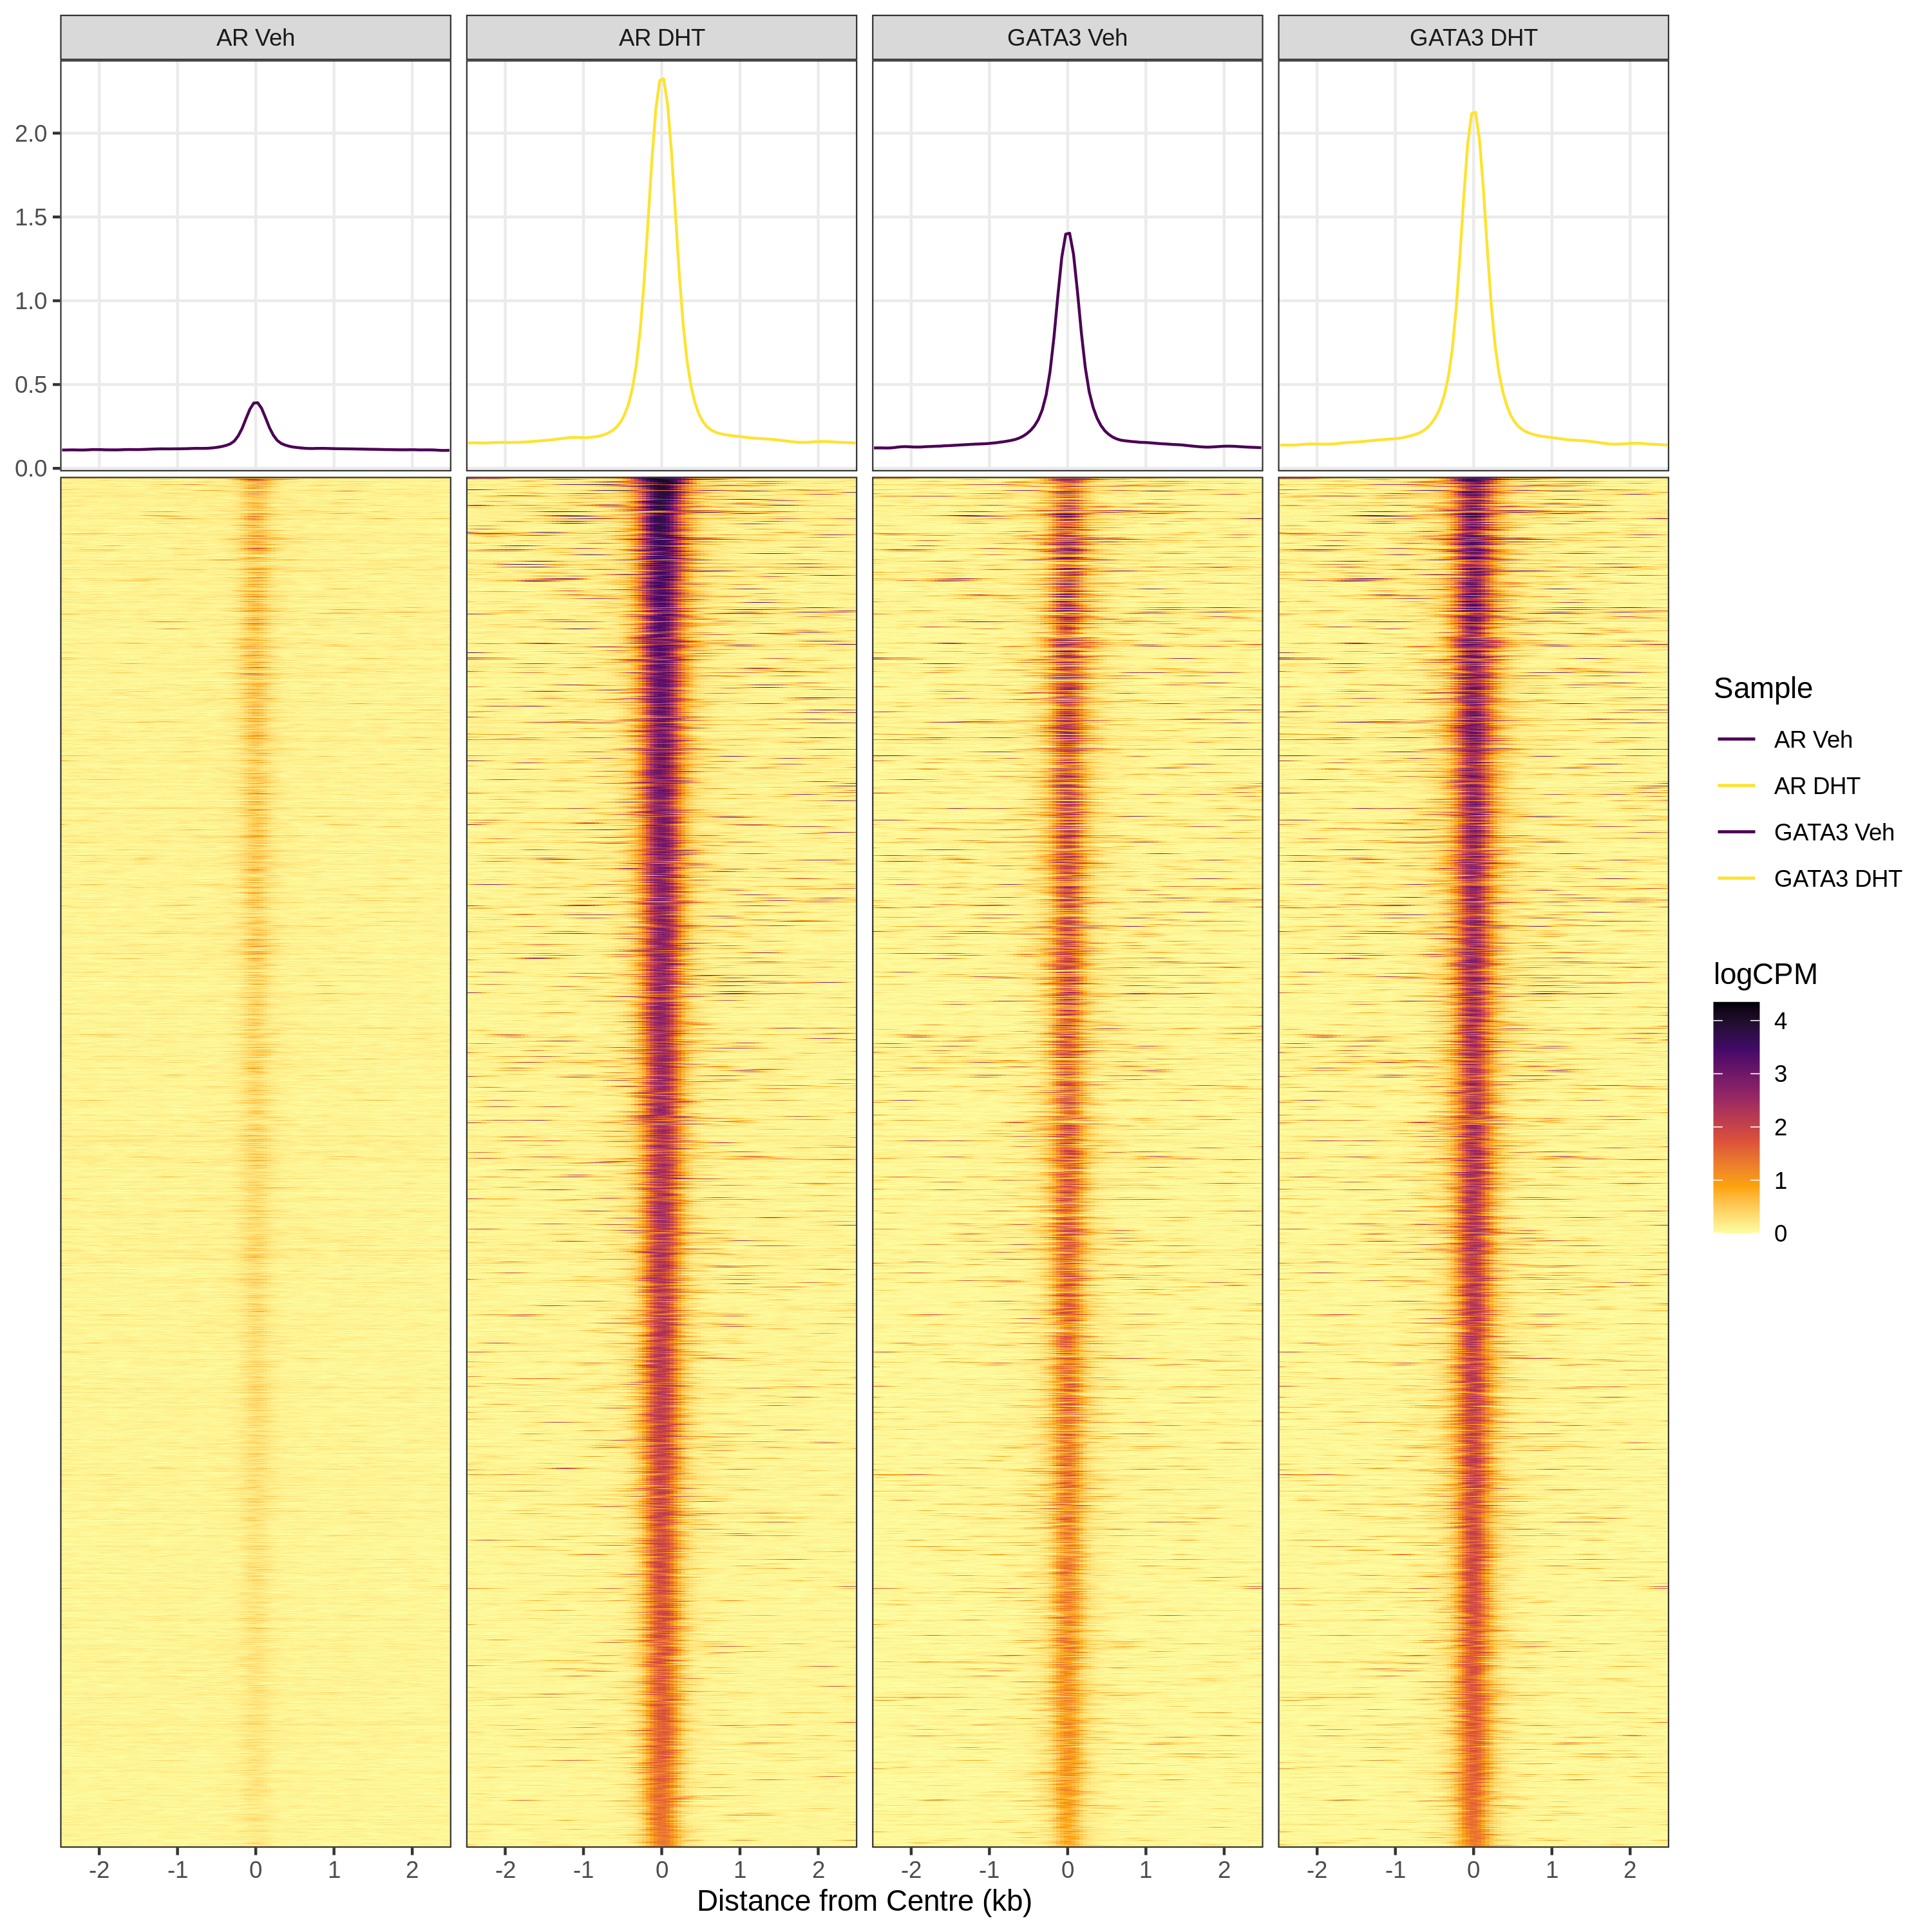 AR Veh AR DHT GATA3 Veh GATA3 DHT
2.0
1.5
1.0
0.5
0.0
Sample
AR Veh
AR DHT
GATA3 Veh
GATA3 DHT
logCPM
4
3
2
1
0
-2 -1 0 1 2 -2 -1 0 1 2 -2 -1 0 1 2 -2 -1 0 1 2
Distance from Centre (kb)